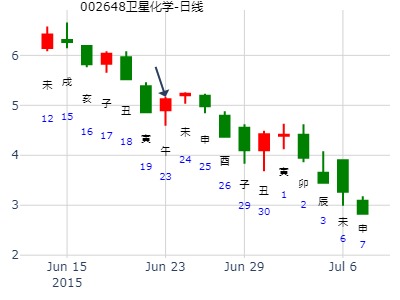 002648卫星化学-日线
6
5
4
3
2
未
戌
亥
子
丑
寅
午
未
申
酉
子
丑
寅
卯
辰
未
申
12
15
16
17
18
19
23
24
25
26
29
30
1
2
3
6
7
Jun 15
2015
Jun 23
Jun 29
Jul 6